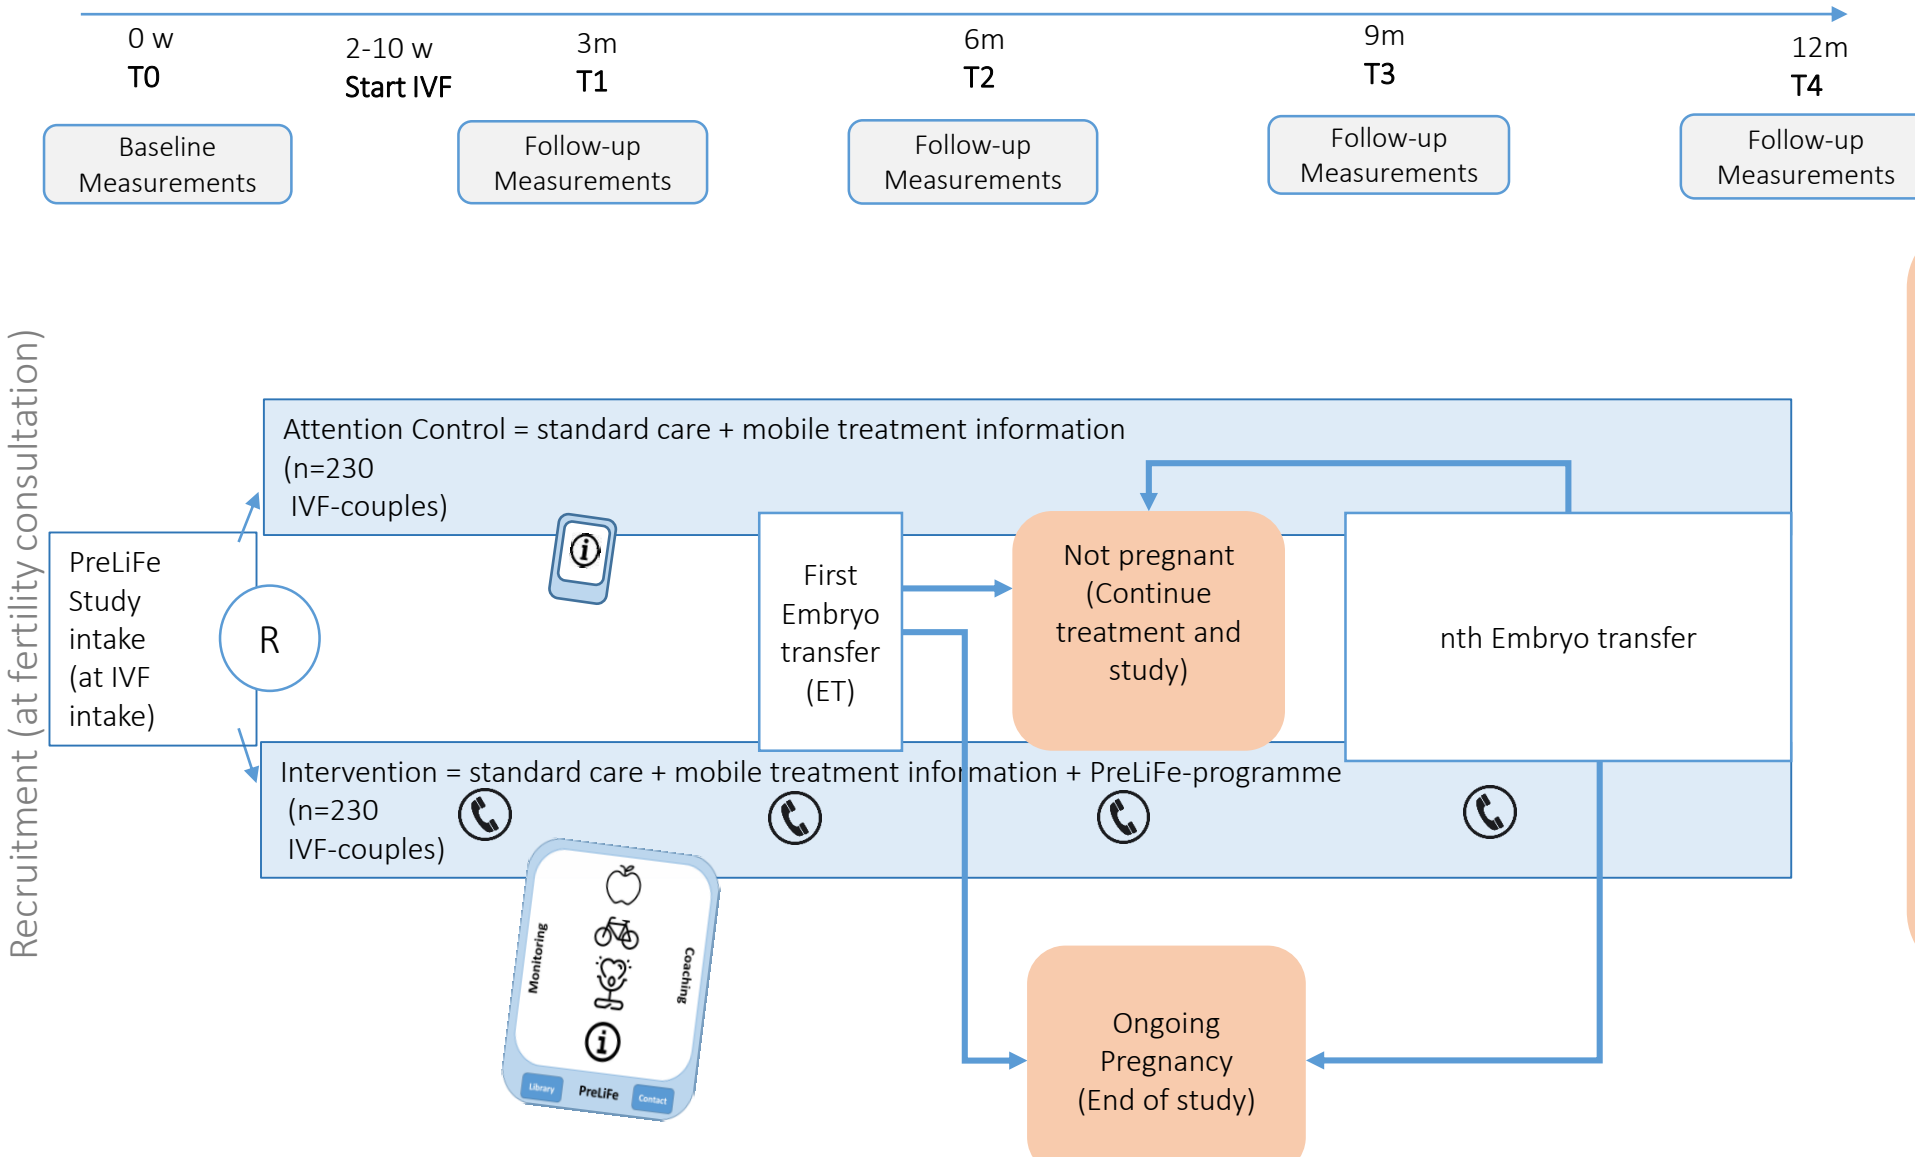 0 w
T0
2-10 w
Start IVF
3m
T1
6m
T2
9m
T3
12m
T4
Baseline
Measurements
Follow-up
Measurements
Follow-up
Measurements
Follow-up
Measurements
Follow-up
Measurements
Recruitment (at fertility consultation)
Attention Control = standard care + mobile treatment information
(n=230
IVF-couples)
PreLiFe
Study
intake
(at IVF
intake)
R
i
First
Embryo
transfer
(ET)
Not pregnant
(Continue
treatment and
study)
nth Embryo transfer
Intervention = standard care + mobile treatment information + PreLiFe-programme
(n=230
IVF-couples)
Monitoring
Coaching
i
Library
PreLiFe
Contact
Ongoing
Pregnancy
(End of study)